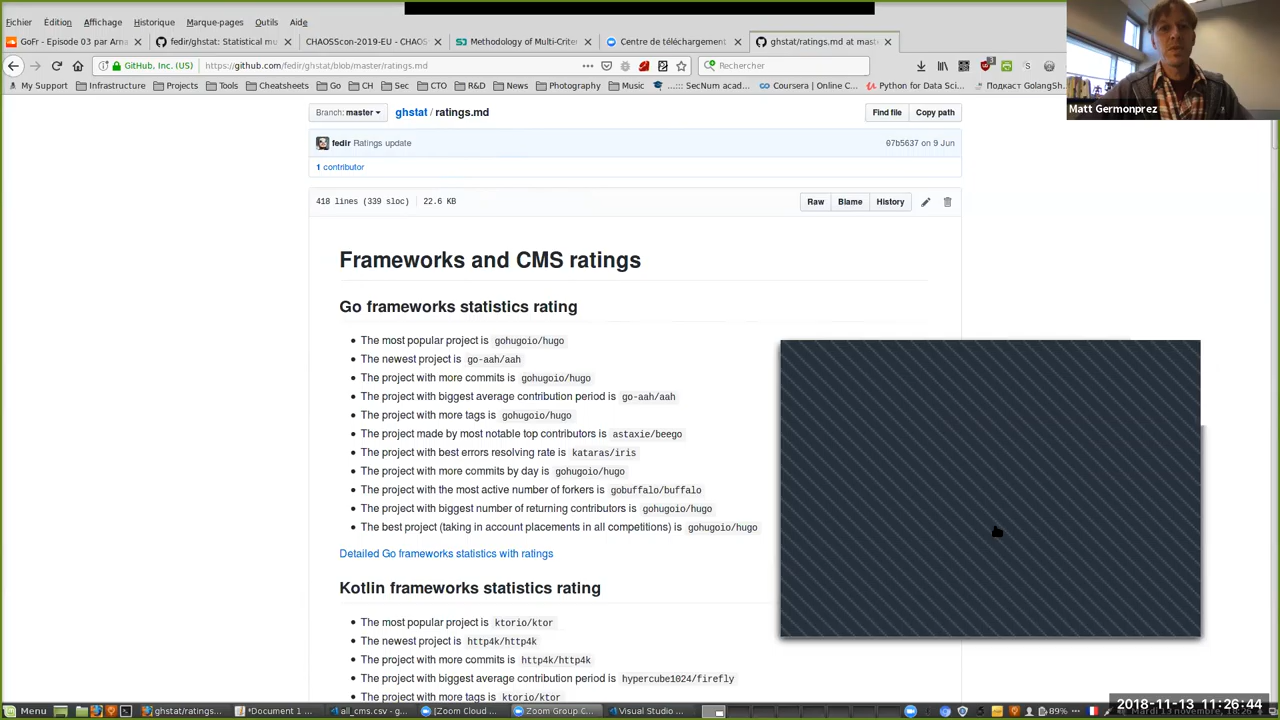 Fichier Édition Affichage Historique Marque-pages Outils Aide
GoFr - Episode 03 par Arna
fedir/ghstat: Statistical mu
CHAOSScon-2019-EU - CHAO
Methodology of Multi-Criter
Centre de téléchargement
ghstat/ratings.md at mast
GitHub, Inc. (US) https://github.com/fedir/ghstat/blob/master/ratings.md
Rechercher
My Support Infrastructure Projects Tools Cheatsheets Go CH Sec CTO R&D News Photography Music ...::: SecNum acad... Coursera | Online C... Python for Data Sci... Подкаст GolangSh
Matt Germonprez
Branch: master
ghstat / ratings.md
Find file Copy path
fedir Ratings update
07b5637 on 9 Jun
1 contributor
418 lines (339 sloc) 22.6 KB
Raw Blame History
Frameworks and CMS ratings
Go frameworks statistics rating
The most popular project is gohugoio/hugo
The newest project is go-aah/aah
The project with more commits is gohugoio/hugo
The project with biggest average contribution period is go-aah/aah
The project with more tags is gohugoio/hugo
The project made by most notable top contributors is astaxie/beego
The project with best errors resolving rate is kataras/iris
The project with more commits by day is gohugoio/hugo
The project with the most active number of forkers is gobuffalo/buffalo
The project with biggest number of returning contributors is gohugoio/hugo
The best project (taking in account placements in all competitions) is gohugoio/hugo
Detailed Go frameworks statistics with ratings
Kotlin frameworks statistics rating
The most popular project is ktorio/ktor
The newest project is http4k/http4k
The project with more commits is http4k/http4k
The project with biggest average contribution period is hypercube1024/firefly
The project with more tags is ktorio/ktor
Menu
ghstat/ratings...
*Document 1 ...
all_cms.csv - g...
[Zoom Cloud ...
Zoom Group C...
Visual Studio ...
89%
2018-11-13 11:26:44